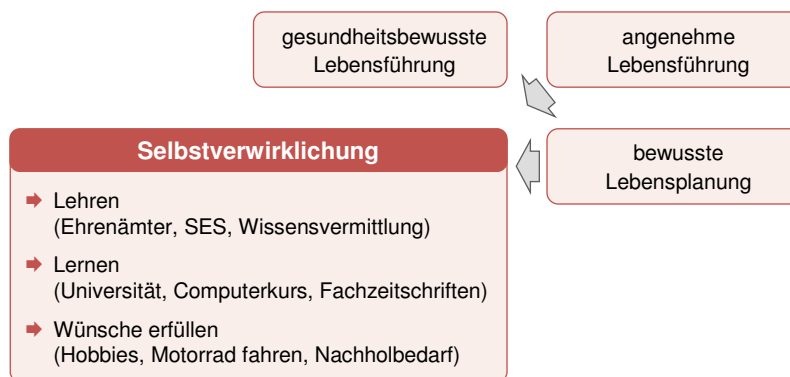 gesundheitsbewusste
Lebensführung
angenehme
Lebensführung
Selbstverwirklichung
bewusste
Lebensplanung
Lehren
(Ehrenämter, SES, Wissensvermittlung)
Lernen
(Universität, Computerkurs, Fachzeitschriften)
Wünsche erfüllen
(Hobbies, Motorrad fahren, Nachholbedarf)